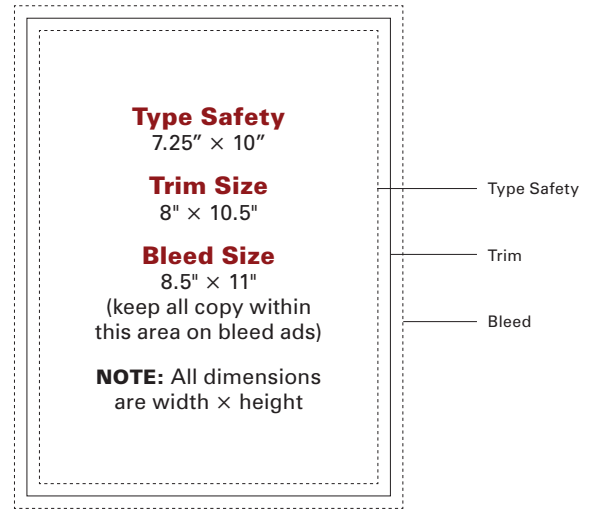 Type Safety
7.25” × 10”
Trim Size
8" × 10.5"
Bleed Size
8.5" × 11"
(keep all copy within
this area on bleed ads)
NOTE: All dimensions
are width × height
Type Safety
Trim
Bleed